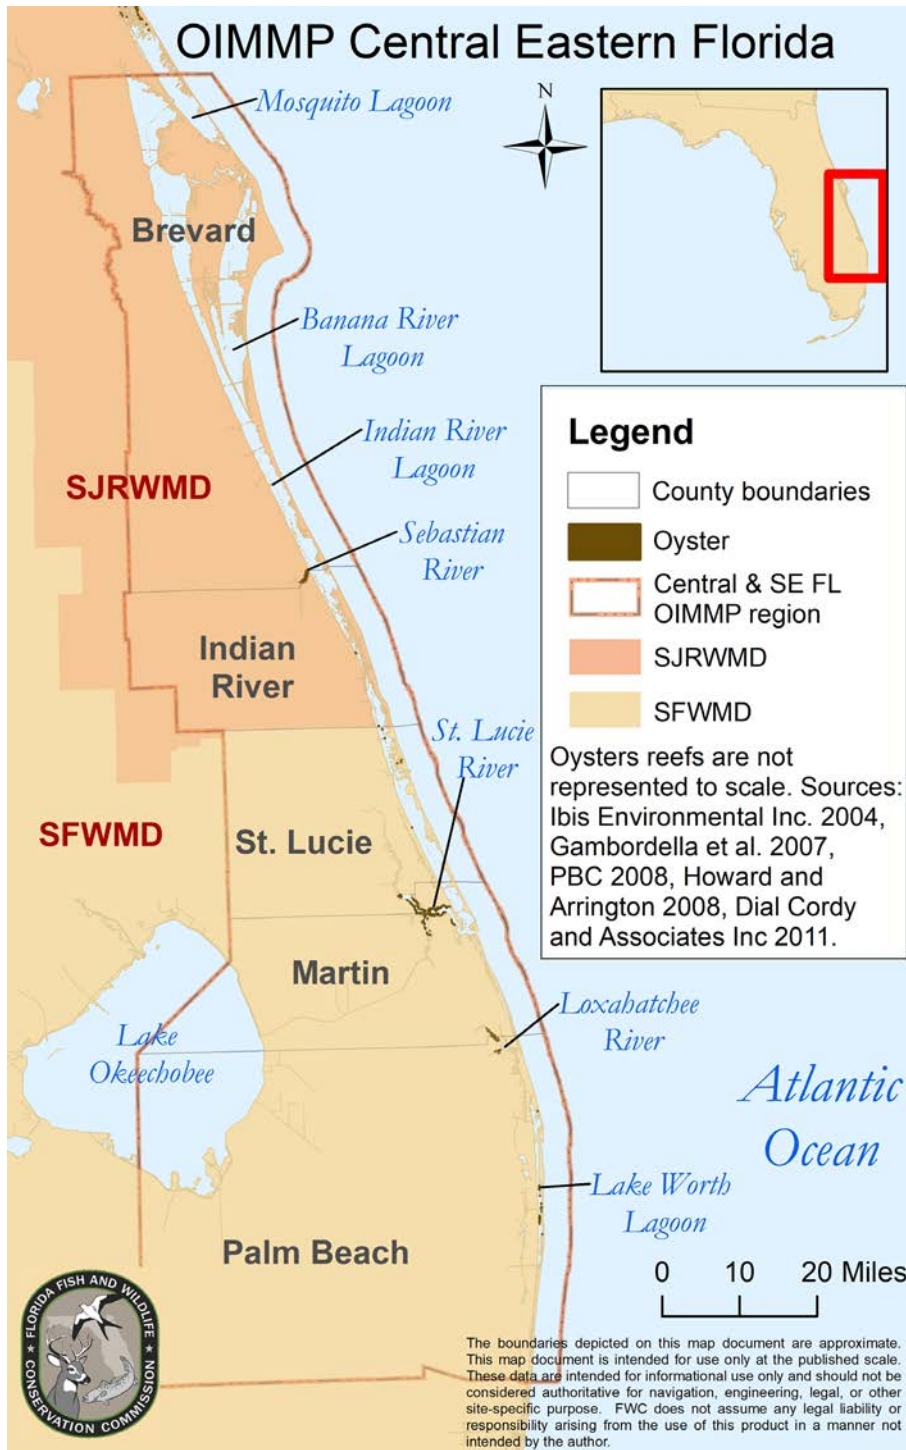 OIMMP Central Eastern Florida
Mosquito Lagoon
N
Brevard
Banana River
Lagoon
Indian River
Lagoon
SJRWMD
Sebastian
River
Indian
River
St. Lucie
River
SFWMD
St. Lucie
Martin
Loxahatchee
River
Lake
Okeechobee
Atlantic
Ocean
Lake Worth
Lagoon
Palm Beach
Legend
County boundaries
Oyster
Central & SE FL
OIMMP region
SJRWMD
SFWMD
Oysters reefs are not
represented to scale. Sources:
Ibis Environmental Inc. 2004,
Gambordella et al. 2007,
PBC 2008, Howard and
Arrington 2008, Dial Cordy
and Associates Inc 2011.
0 10 20 Miles
FLORIDA FISH AND WILDLIFE
CONSERVATION COMMISSION
The boundaries depicted on this map document are approximate.
This map document is intended for use only at the published scale.
These data are intended for informational use only and should not be
considered authoritative for navigation, engineering, legal, or other
site-specific purpose. FWC does not assume any legal liability or
responsibility arising from the use of this product in a manner not
intended by the author.